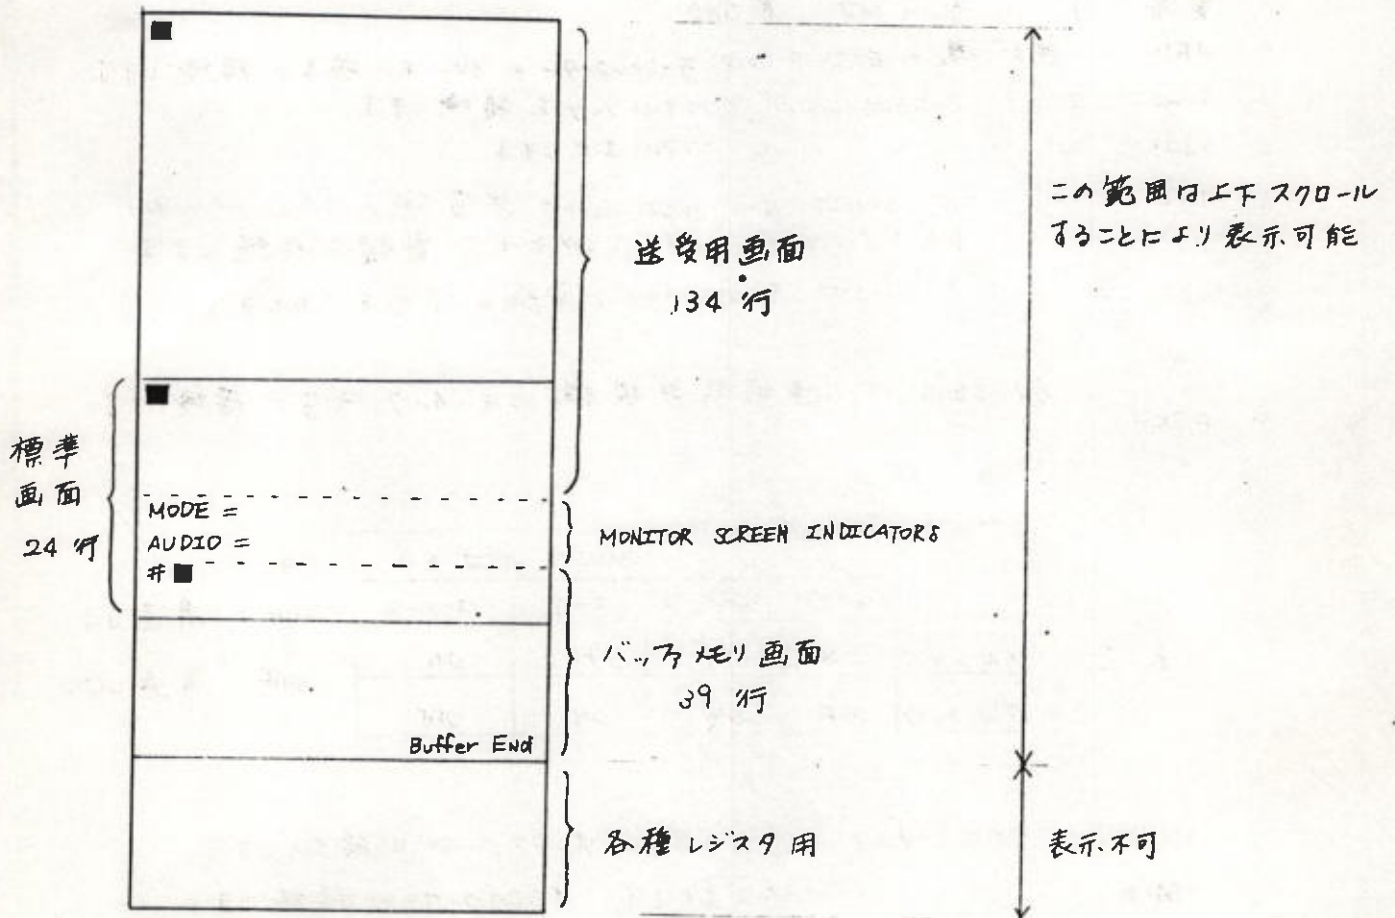 この範囲は上下スクロール
することにより表示可能
送受用画面
134 行
標準
画面
24 行
MODE =
AUDIO =
#
MONITOR SCREEN INDICATORS
バッファメモリ画面
39 行
Buffer End
各種レジスタ用
表示不可